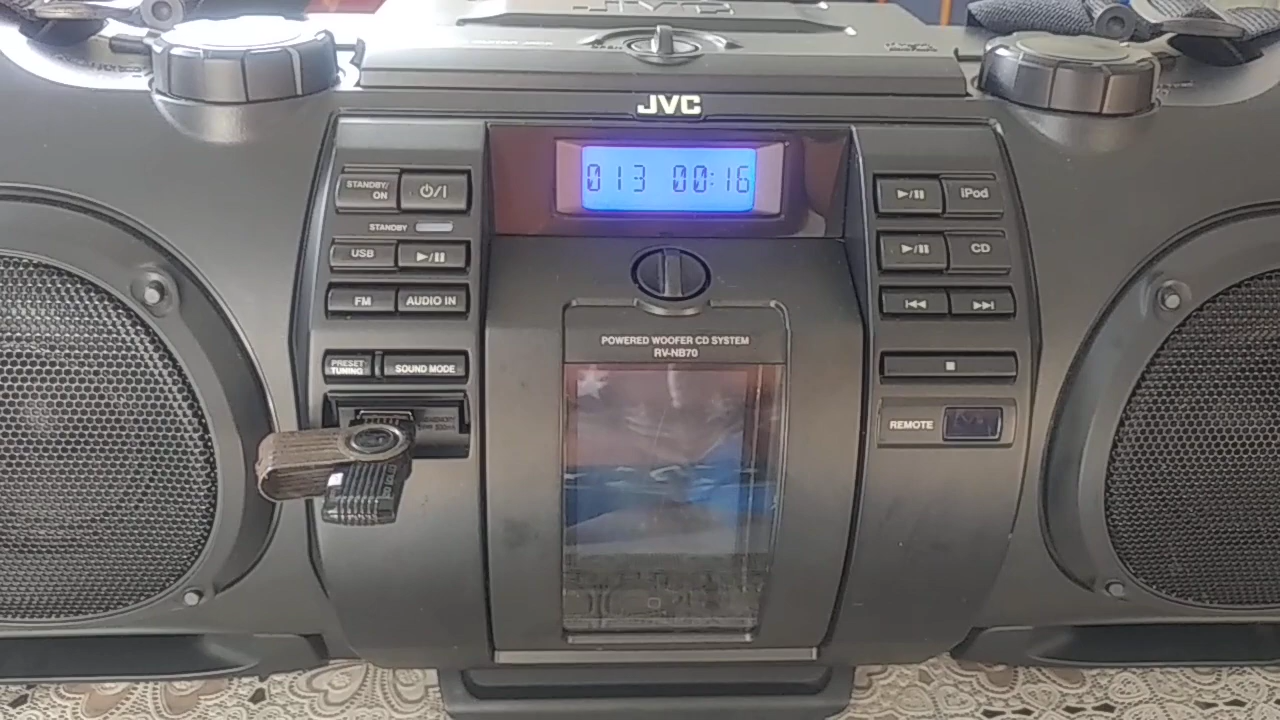 JVC
JVC
013 00:16
STANDBY/
ON
STANDBY
USB
FM
AUDIO IN
PRESET
TUNING
SOUND MODE
POWERED WOOFER CD SYSTEM
RV-NB70
iPod
CD
REMOTE